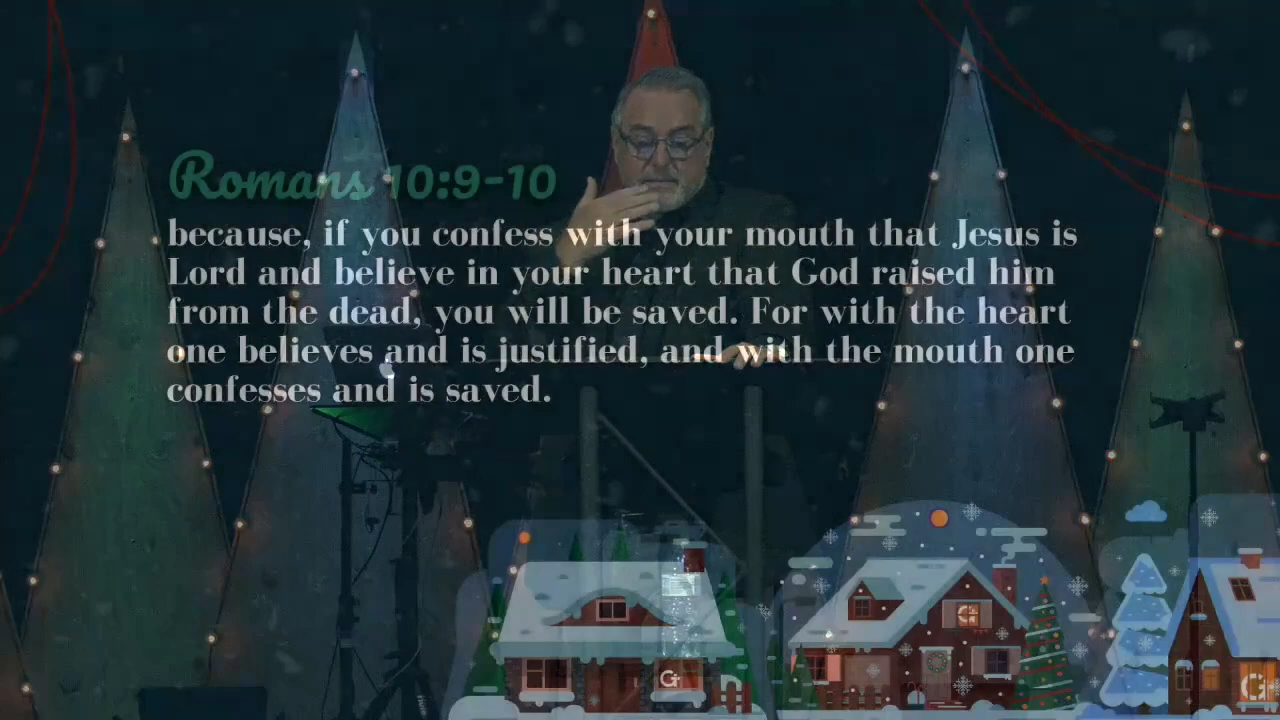 Romans 10:9-10
because, if you confess with your mouth that Jesus is
Lord and believe in your heart that God raised him
from the dead, you will be saved. For with the heart
one believes and is justified, and with the mouth one
confesses and is saved.